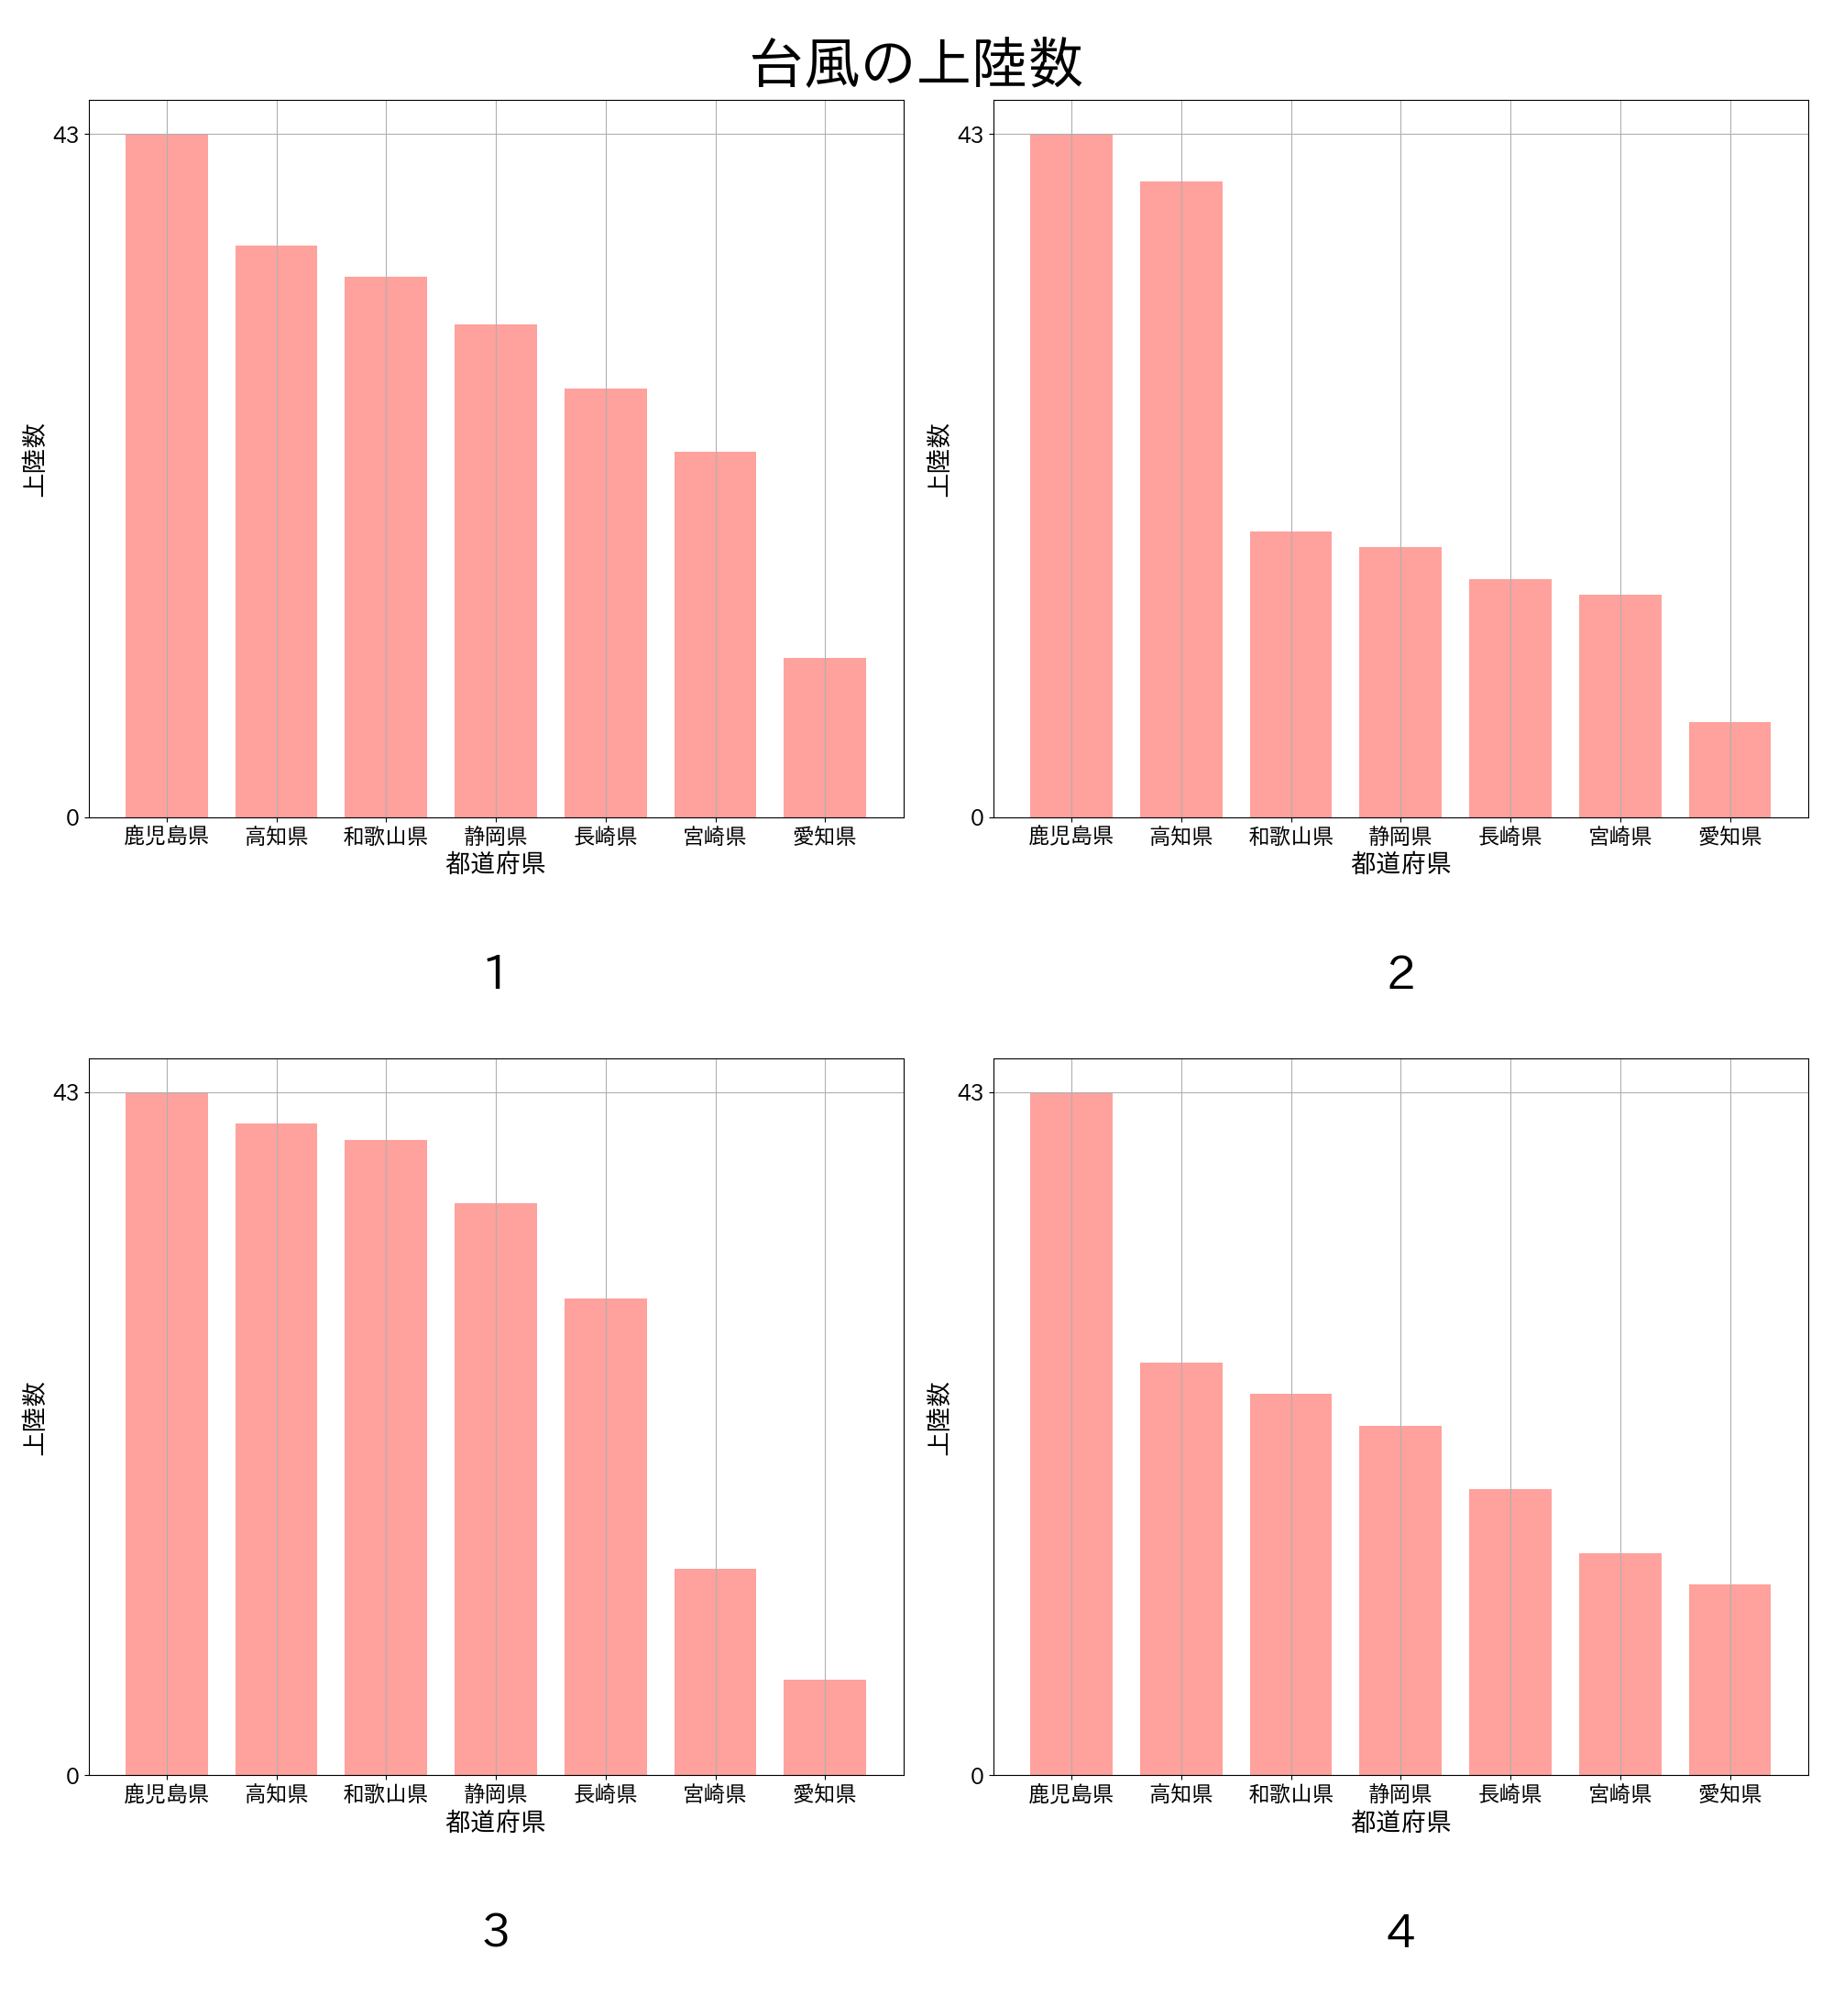 台風の上陸数
43
0
上陸数
鹿児島県 高知県 和歌山県 静岡県 長崎県 宮崎県 愛知県
都道府県
1
43
0
上陸数
鹿児島県 高知県 和歌山県 静岡県 長崎県 宮崎県 愛知県
都道府県
2
43
0
上陸数
鹿児島県 高知県 和歌山県 静岡県 長崎県 宮崎県 愛知県
都道府県
3
43
0
上陸数
鹿児島県 高知県 和歌山県 静岡県 長崎県 宮崎県 愛知県
都道府県
4